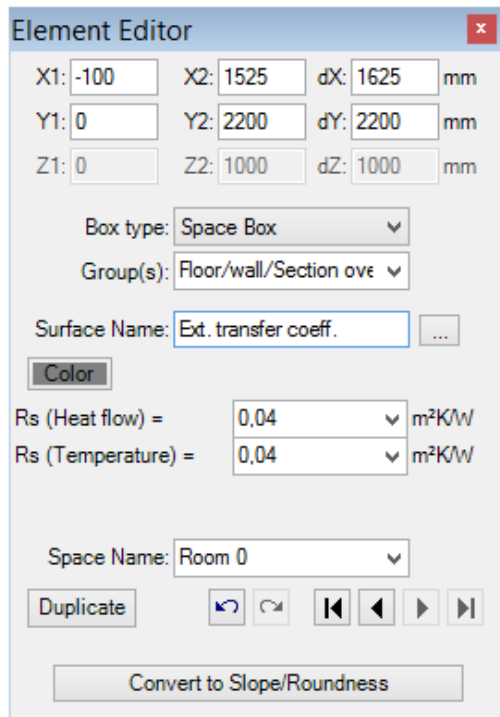 Element Editor x
X1: -100 X2: 1525 dX: 1625 mm
Y1: 0 Y2: 2200 dY: 2200 mm
Z1: 0 Z2: 1000 dZ: 1000 mm
Box type: Space Box
Group(s): Floor/wall/Section ove
Surface Name: Ext. transfer coeff. ...
Color
Rs (Heat flow) = 0,04 m²K/W
Rs (Temperature) = 0,04 m²K/W
Space Name: Room 0
Duplicate
Convert to Slope/Roundness